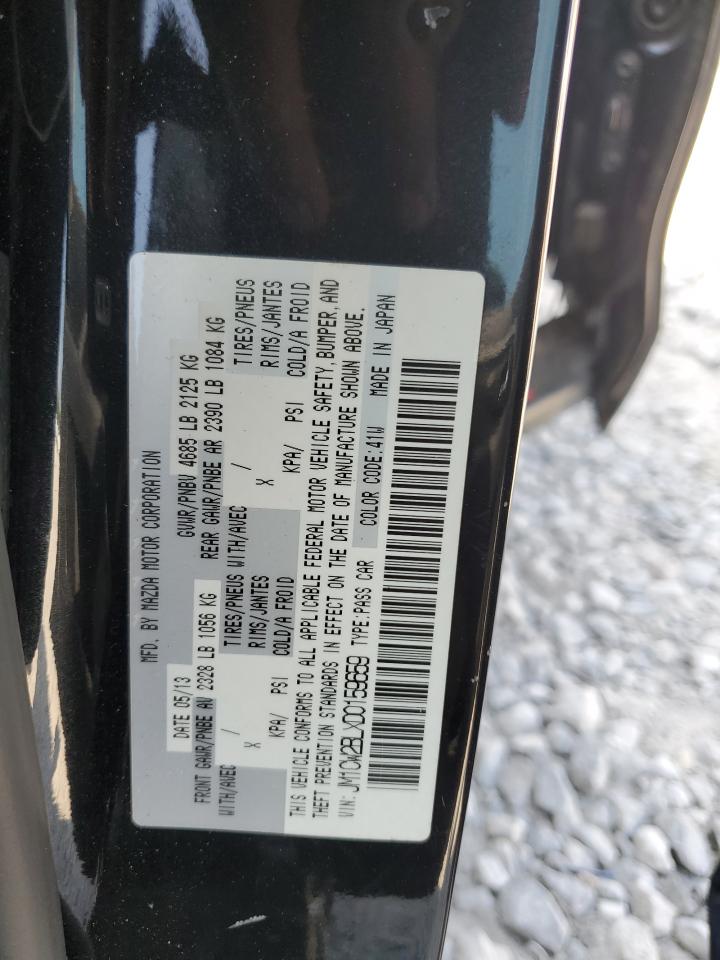 MFD. BY MAZDA MOTOR CORPORATION
DATE 05/13 GVWR/PNBV 4685 LB 2125 KG
FRONT GAWR/PNBE AV 2328 LB 1056 KG REAR GAWR/PNBE AR 2390 LB 1084 KG
WITH/AVEC / TIRES/PNEUS WITH/AVEC / TIRES/PNEUS
X RIMS/JANTES X RIMS/JANTES
KPA/ PSI COLD/A FROID KPA/ PSI COLD/A FROID
THIS VEHICLE CONFORMS TO ALL APPLICABLE FEDERAL MOTOR VEHICLE SAFETY, BUMPER, AND
THEFT PREVENTION STANDARDS IN EFFECT ON THE DATE OF MANUFACTURE SHOWN ABOVE.
VIN: JM1CW2BLXD0159659 TYPE:PASS CAR COLOR CODE:41W MADE IN JAPAN